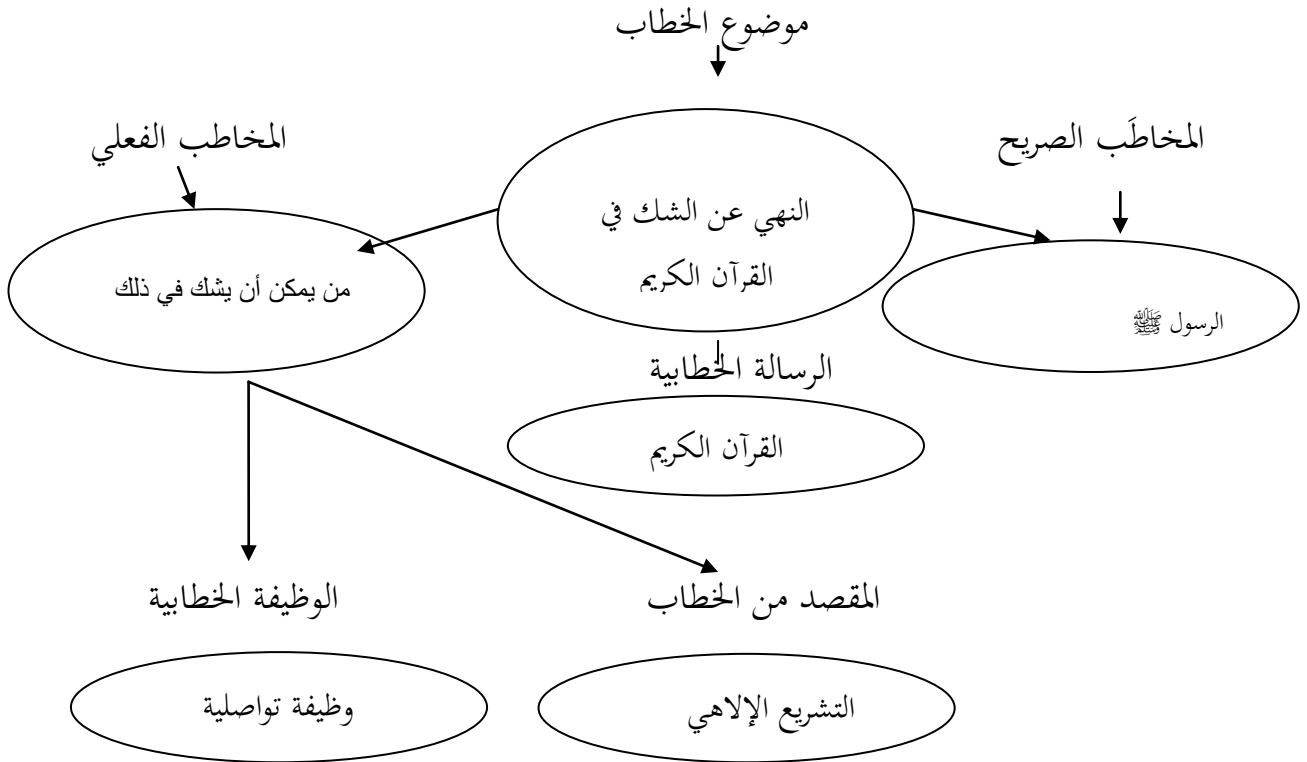 موضوع الخطاب
المخاطَب الصريح
المخاطب الفعلي
النهي عن الشك في
القرآن الكريم
من يمكن أن يشك في ذلك
الرسول ﷺ
الرسالة الخطابية
القرآن الكريم
المقصد من الخطاب
الوظيفة الخطابية
التشريع الإلاهي
وظيفة تواصلية